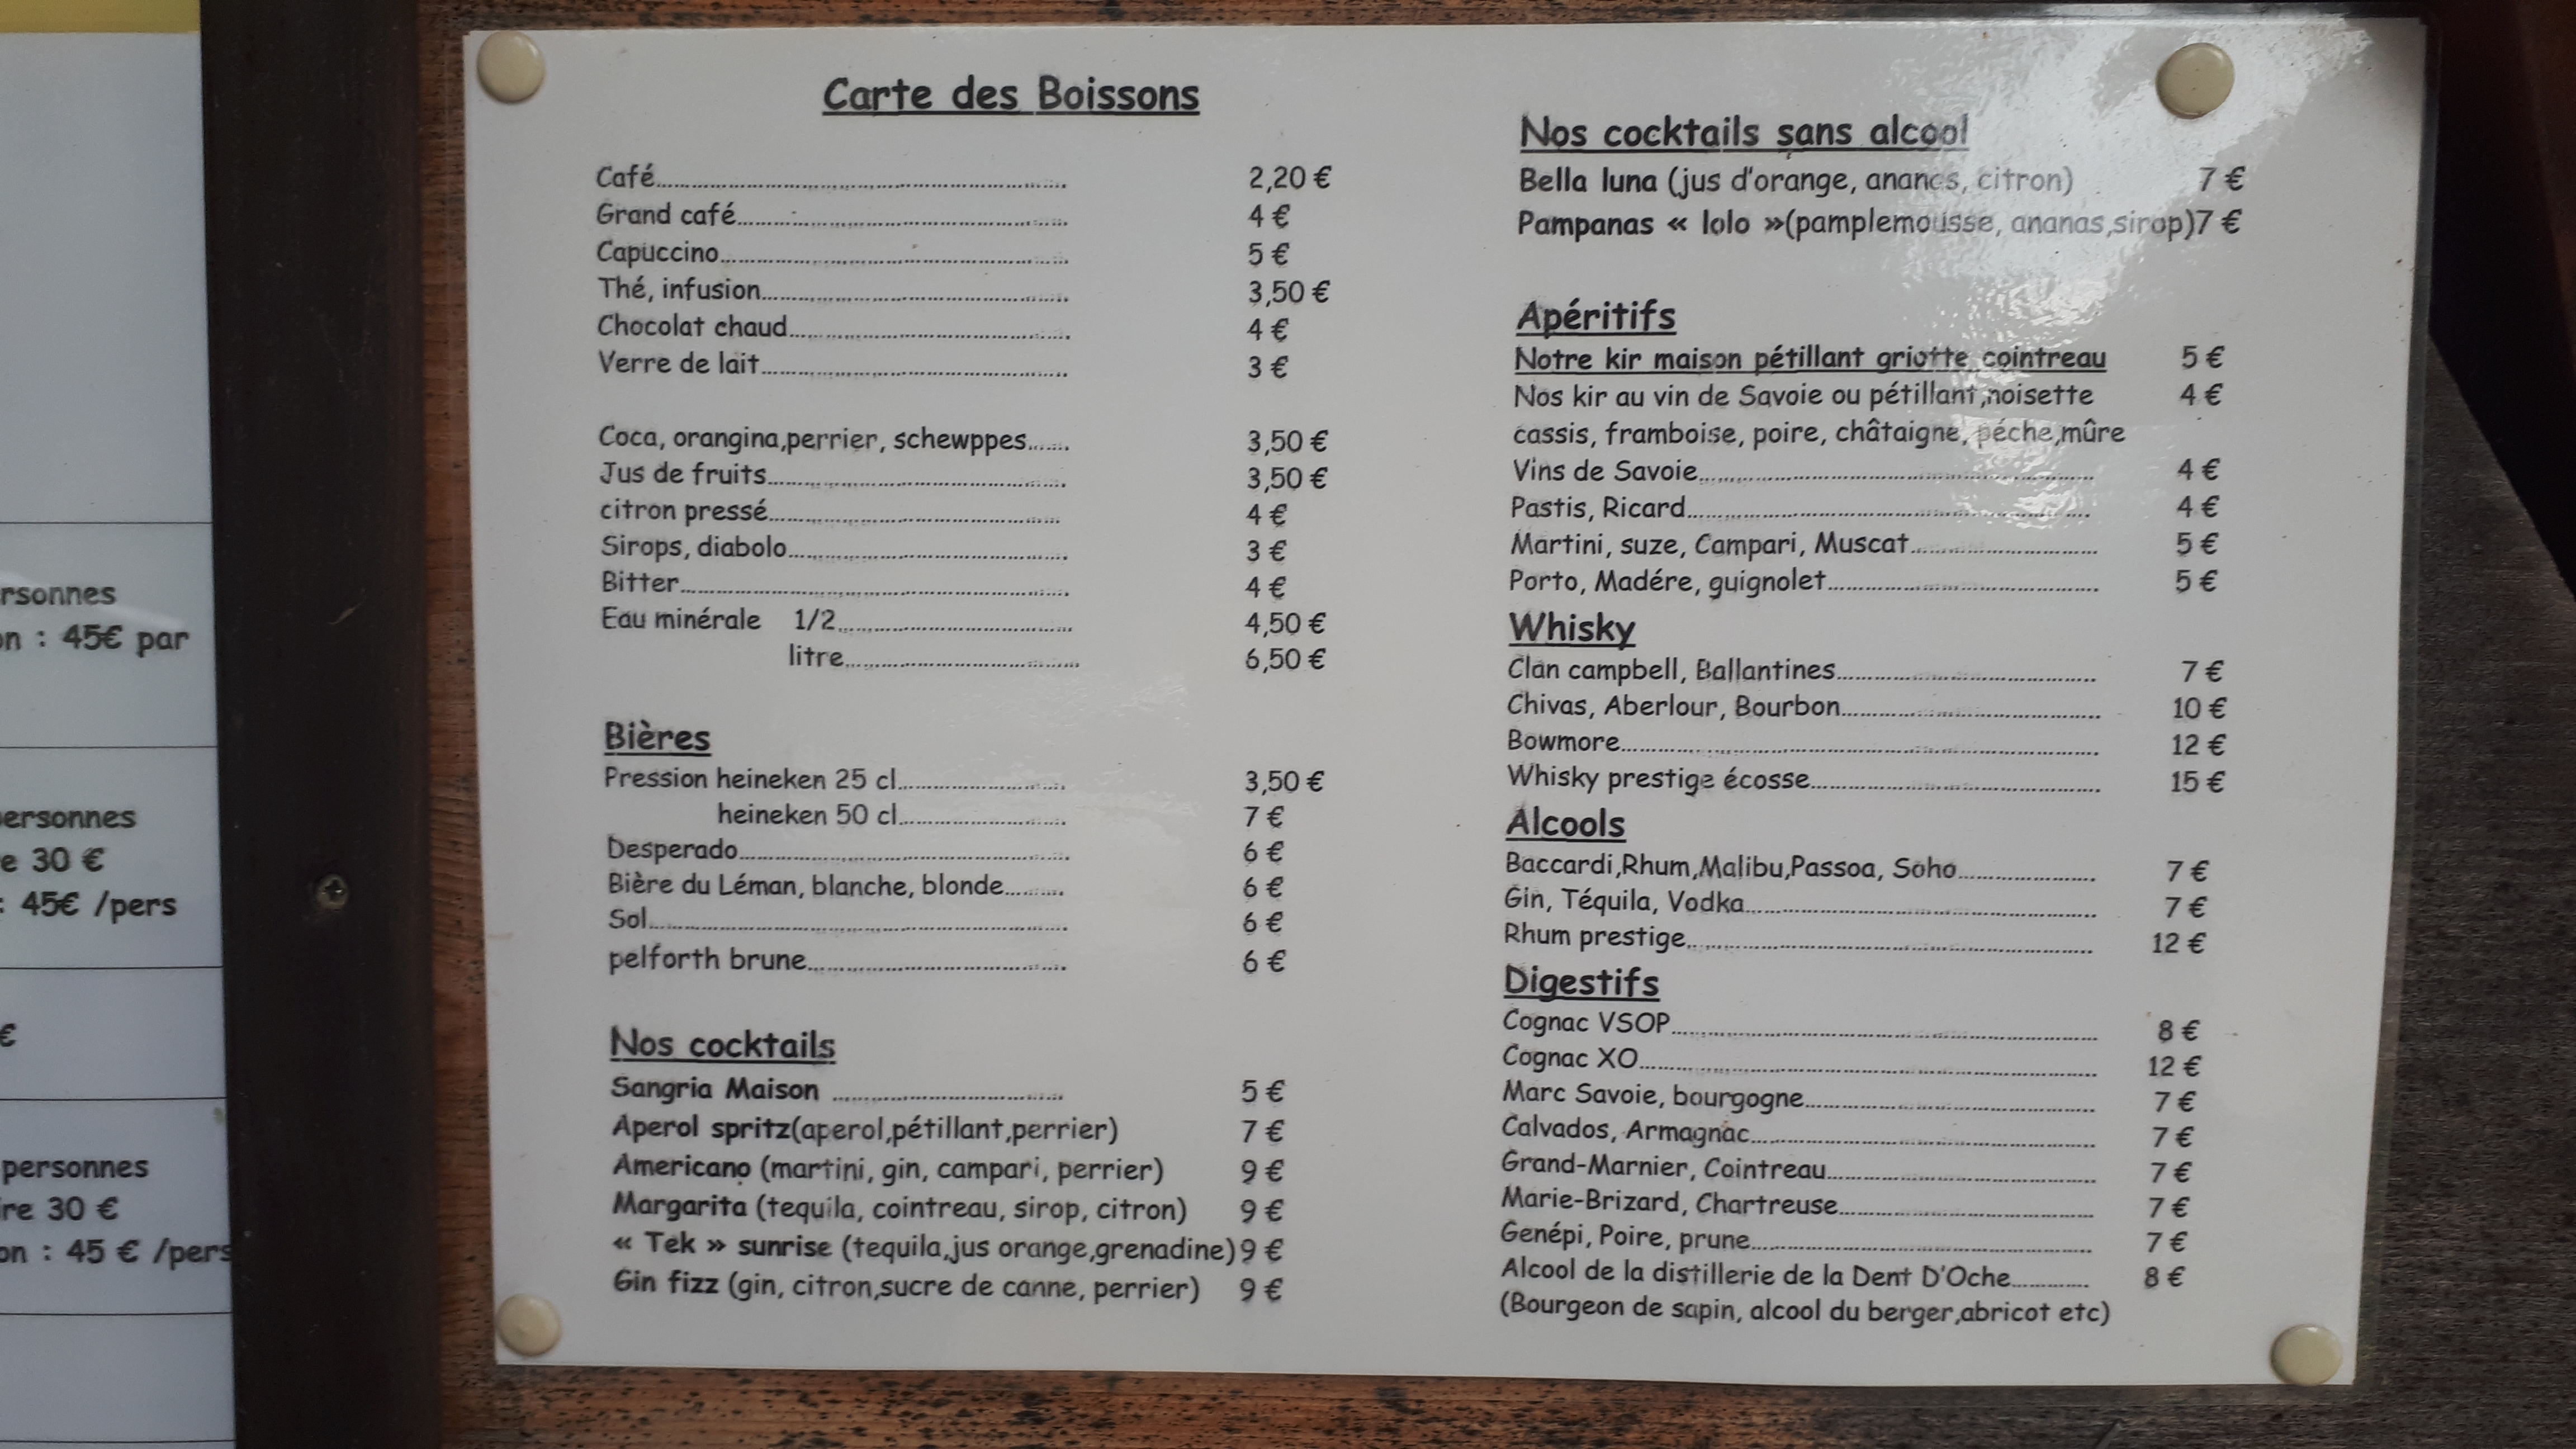 rsonnes
on : 45€ par
personnes
e 30 €
: 45€ /pers
€
personnes
ire 30 €
on : 45 € /pers
Carte des Boissons
Café 2,20 €
Grand café 4 €
Capuccino 5 €
Thé, infusion 3,50 €
Chocolat chaud 4 €
Verre de lait 3 €
Coca, orangina,perrier, schewppes 3,50 €
Jus de fruits 3,50 €
citron pressé 4 €
Sirops, diabolo 3 €
Bitter 4 €
Eau minérale 1/2 4,50 €
litre 6,50 €
Bières
Pression heineken 25 cl 3,50 €
heineken 50 cl 7 €
Desperado 6 €
Bière du Léman, blanche, blonde 6 €
Sol 6 €
pelforth brune 6 €
Nos cocktails
Sangria Maison 5 €
Aperol spritz(aperol,pétillant,perrier) 7 €
Americano (martini, gin, campari, perrier) 9 €
Margarita (tequila, cointreau, sirop, citron) 9 €
« Tek » sunrise (tequila,jus orange,grenadine) 9 €
Gin fizz (gin, citron,sucre de canne, perrier) 9 €
Nos cocktails sans alcool
Bella luna (jus d'orange, ananas, citron) 7 €
Pampanas « lolo »(pamplemousse, ananas,sirop)7 €
Apéritifs
Notre kir maison pétillant griotte cointreau 5 €
Nos kir au vin de Savoie ou pétillant,noisette 4 €
cassis, framboise, poire, châtaigne, péche,mûre
Vins de Savoie 4 €
Pastis, Ricard 4 €
Martini, suze, Campari, Muscat 5 €
Porto, Madére, guignolet 5 €
Whisky
Clan campbell, Ballantines 7 €
Chivas, Aberlour, Bourbon 10 €
Bowmore 12 €
Whisky prestige écosse 15 €
Alcools
Baccardi,Rhum,Malibu,Passoa, Soho 7 €
Gin, Téquila, Vodka 7 €
Rhum prestige 12 €
Digestifs
Cognac VSOP 8 €
Cognac XO 12 €
Marc Savoie, bourgogne 7 €
Calvados, Armagnac 7 €
Grand-Marnier, Cointreau 7 €
Marie-Brizard, Chartreuse 7 €
Genépi, Poire, prune 7 €
Alcool de la distillerie de la Dent D'Oche 8 €
(Bourgeon de sapin, alcool du berger,abricot etc)